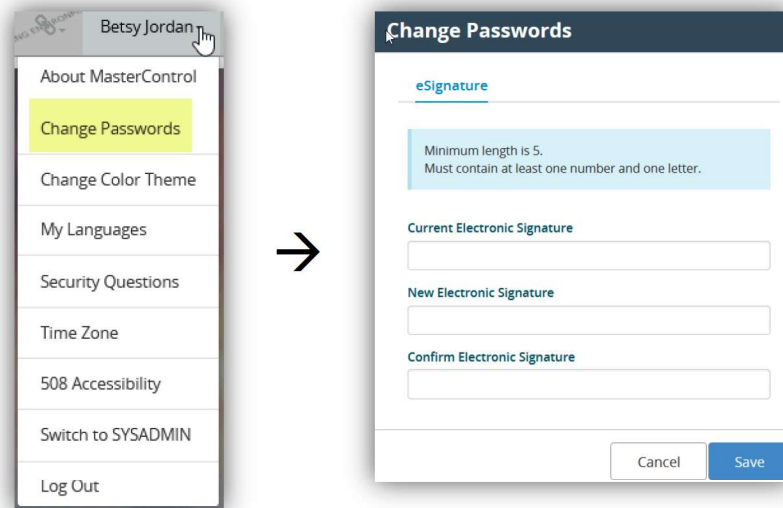 Betsy Jordan
About MasterControl
Change Passwords
Change Color Theme
My Languages
Security Questions
Time Zone
508 Accessibility
Switch to SYSADMIN
Log Out
→
Change Passwords
eSignature
Minimum length is 5.
Must contain at least one number and one letter.
Current Electronic Signature
New Electronic Signature
Confirm Electronic Signature
Cancel
Save